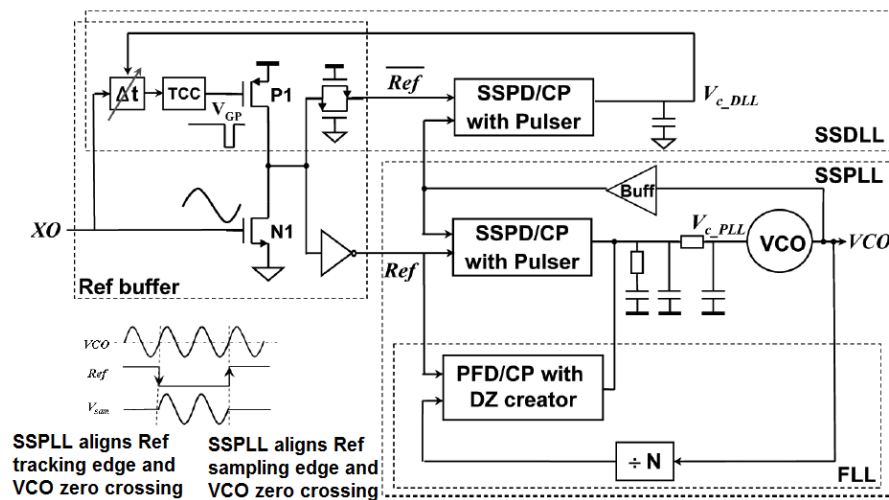 Δt
TCC
P1
V_GP
Ref
SSPD/CP
with Pulser
V_c_DLL
SSDLL
SSPLL
Buff
XO
N1
Ref
SSPD/CP
with Pulser
V_c_PLL
VCO
VCO
Ref buffer
VCO
Ref
V_sam
PFD/CP with
DZ creator
÷ N
FLL
SSPLL aligns Ref
tracking edge and
VCO zero crossing
SSPLL aligns Ref
sampling edge and
VCO zero crossing